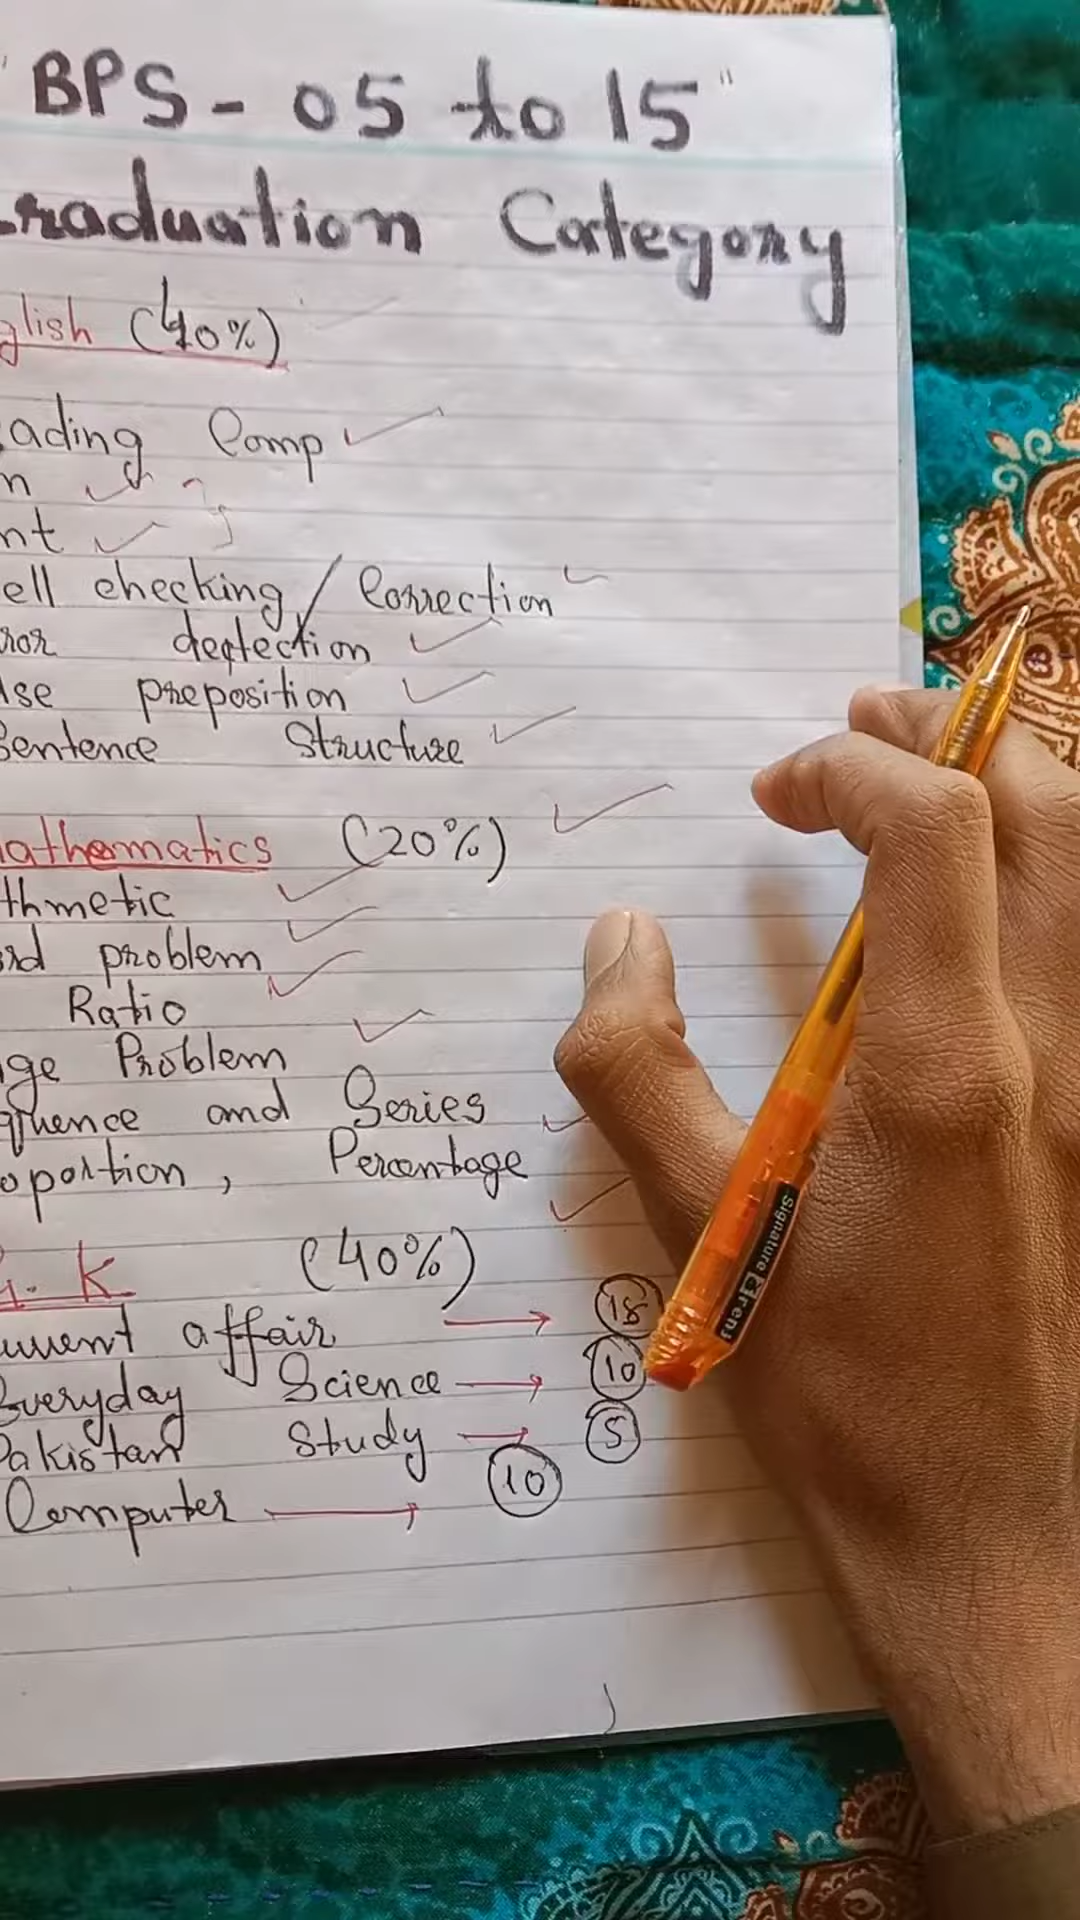 "BPS - 05 to 15"
raduation Category
glish (40%)
ading Comp
n
nt
ell checking/Correction
ror detection
se preposition
Sentence Structure
athematics (20%)
thmetic
rd problem
Ratio
ge Problem
quence and Series
oportion, Percentage
G.K (40%)
urrent affair → 18
Everyday Science → 10
Pakistan Study → 5
Computer → 10
Signature